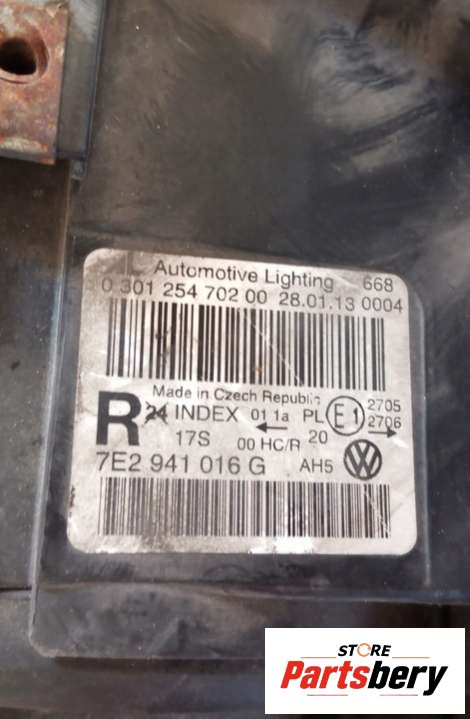 L Automotive Lighting 668
0 301 254 702 00 28.01.13 0004
Made in Czech Republic
R 24 INDEX 01 1a PL E1 2705
17S 00 HC/R 20 2706
7E2 941 016 G AH5 VW
STORE
Partsbery